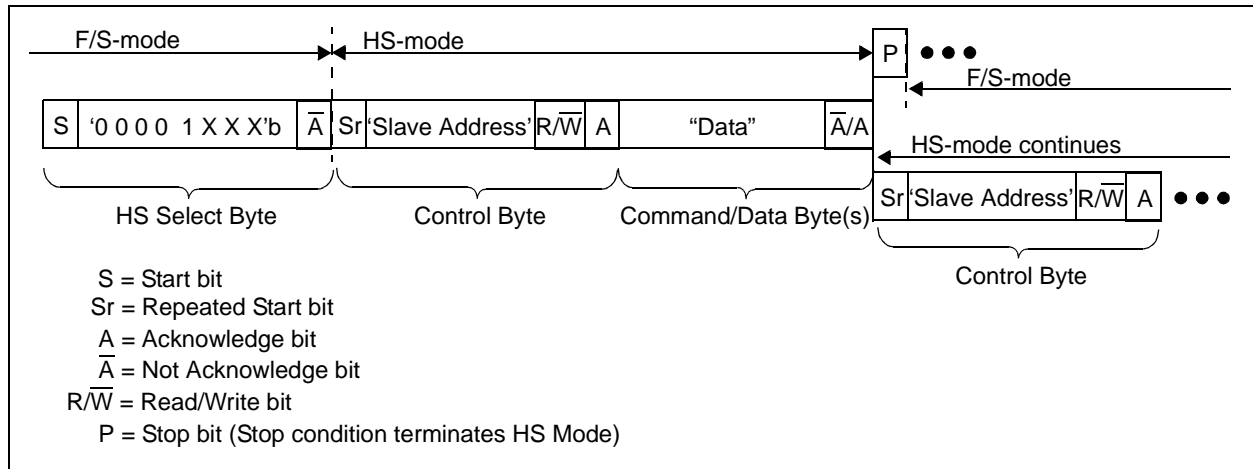 F/S-mode HS-mode P ●●●
F/S-mode
S '0 0 0 0 1 X X X'b A̅ Sr 'Slave Address' R/W̅ A "Data" A̅/A
HS-mode continues
Sr 'Slave Address' R/W̅ A ●●●
HS Select Byte Control Byte Command/Data Byte(s)
Control Byte
S = Start bit
Sr = Repeated Start bit
A = Acknowledge bit
A̅ = Not Acknowledge bit
R/W̅ = Read/Write bit
P = Stop bit (Stop condition terminates HS Mode)